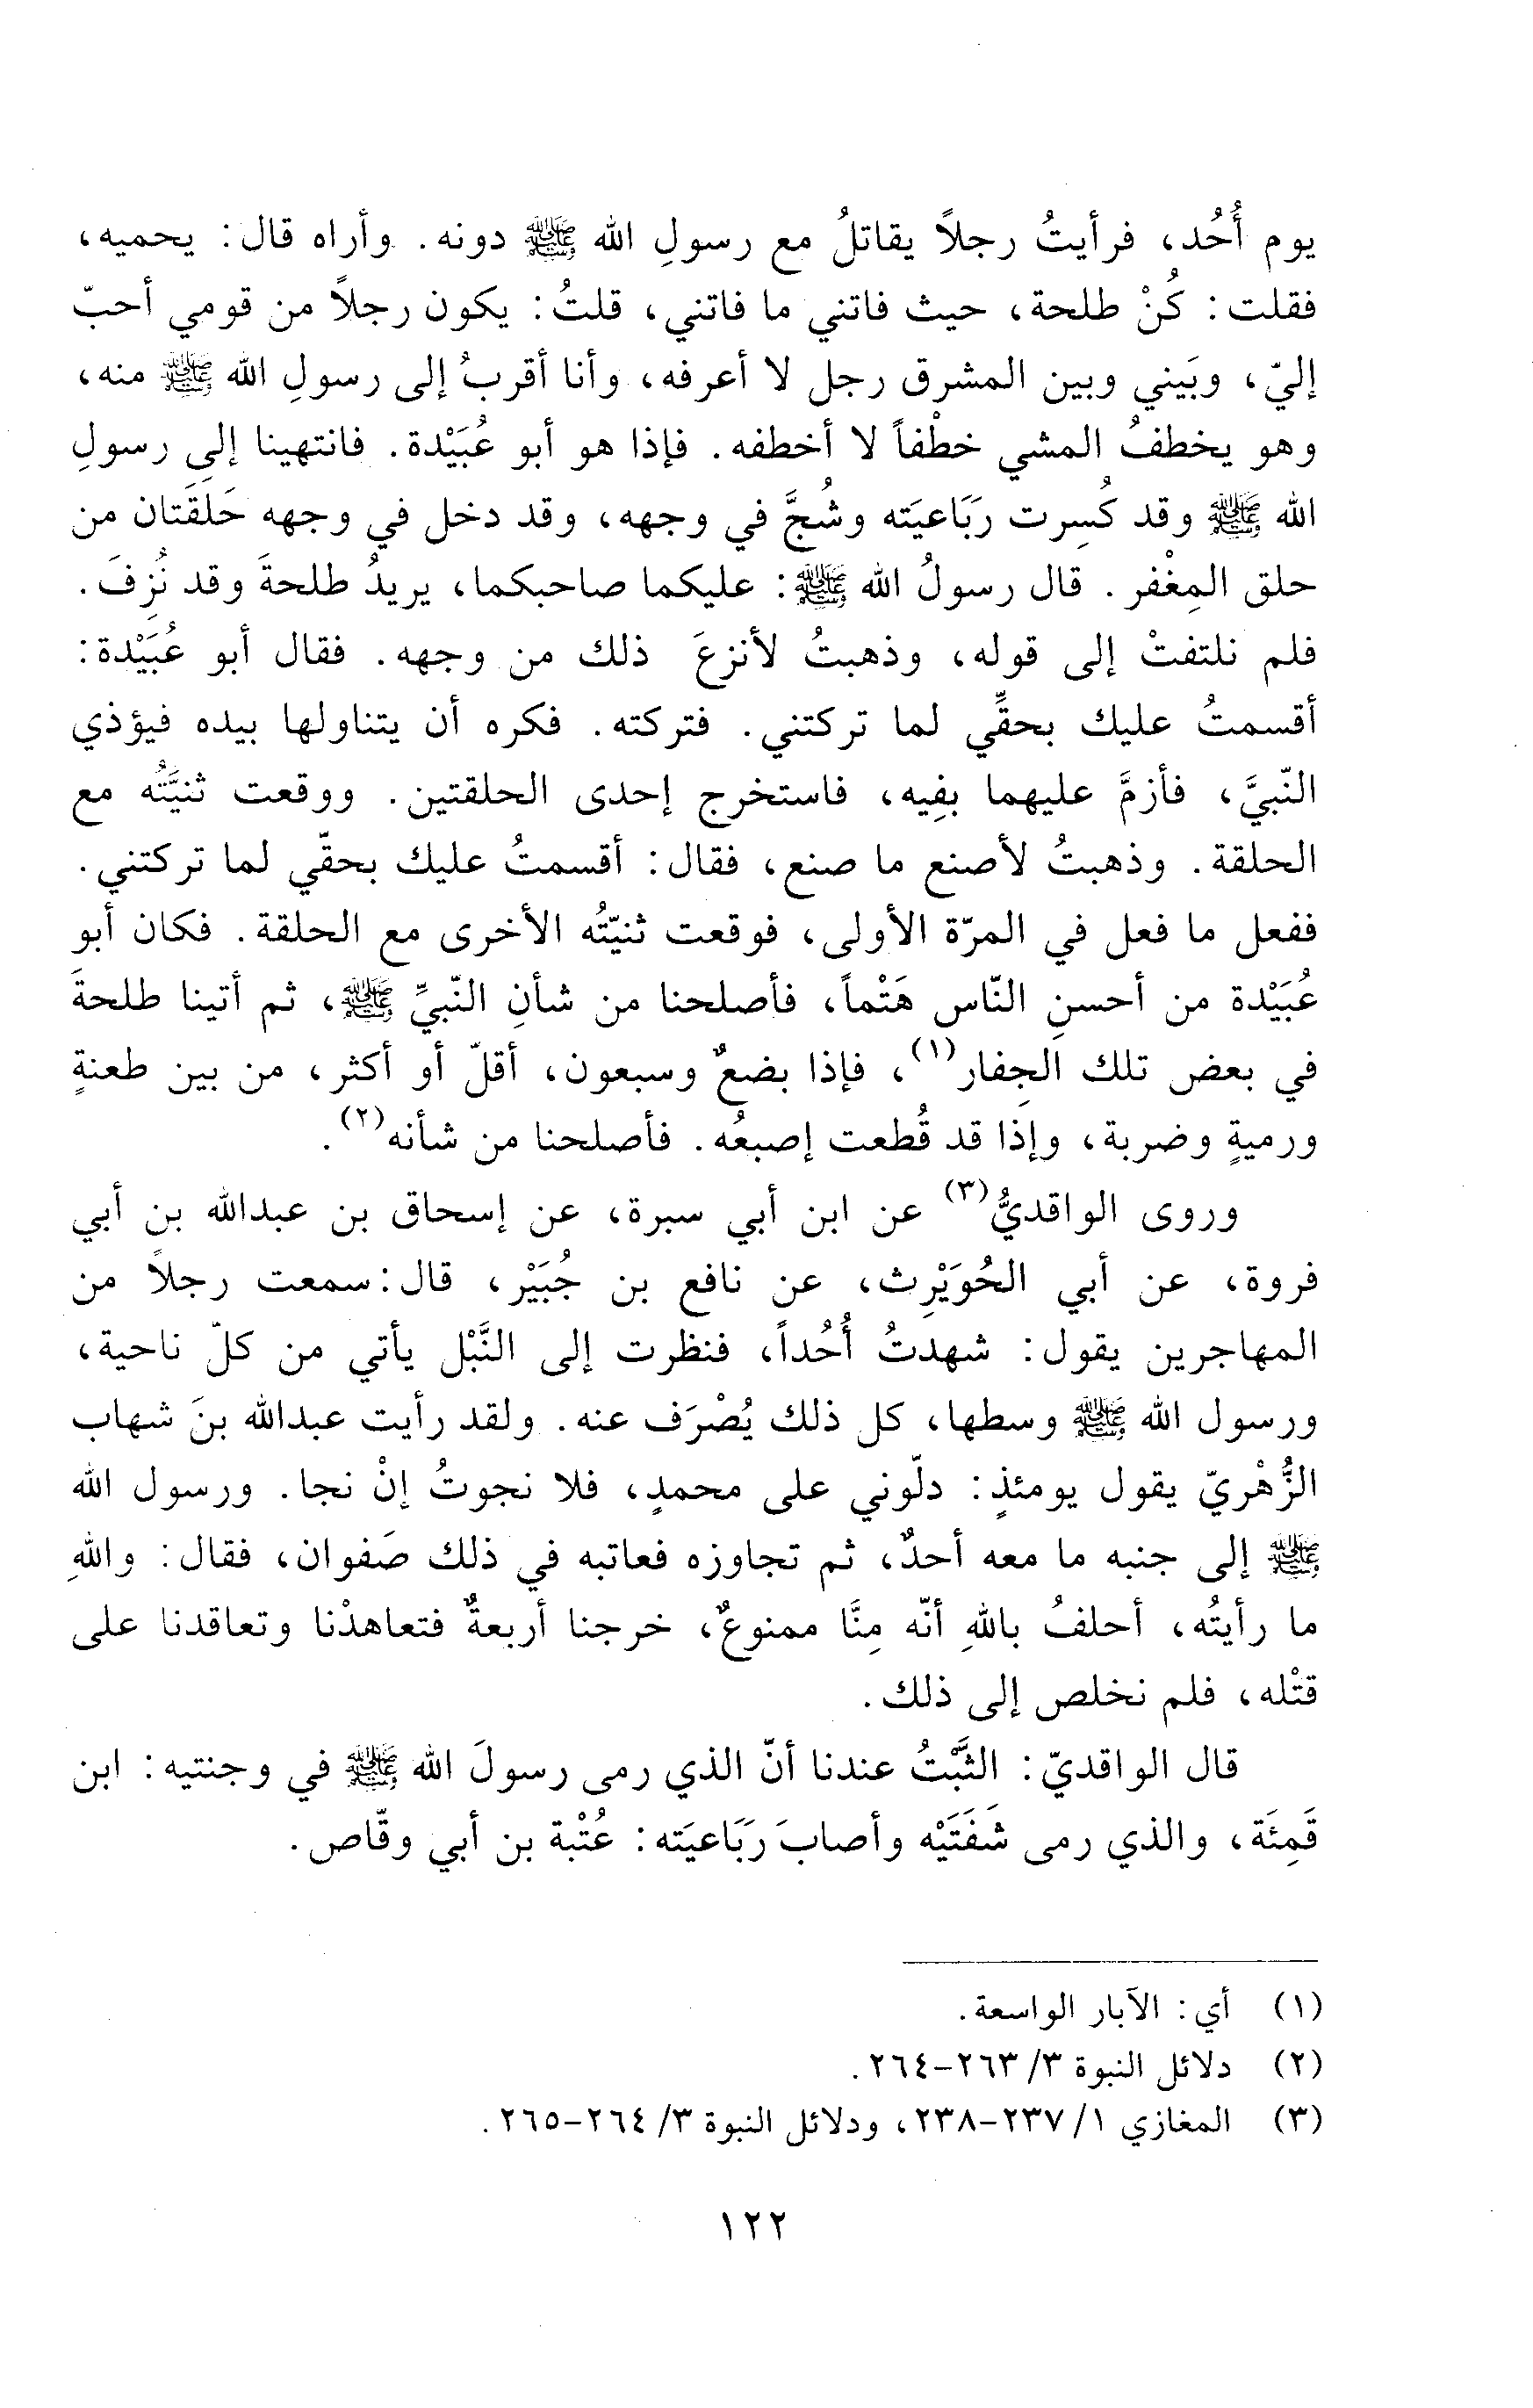 يوم أُحُد، فرأيتُ رجلاً يقاتلُ مع رسولِ الله ﷺ دونه. وأراه قال: يحميه،
فقلت: كُنْ طلحة، حيث فاتني ما فاتني، قلتُ: يكون رجلاً من قومي أحبّ
إليّ، وبَيني وبين المشرق رجل لا أعرفه، وأنا أقربُ إلى رسولِ الله ﷺ منه،
وهو يخطفُ المشي خطْفاً لا أخطفه. فإذا هو أبو عُبَيْدة. فانتهينا إلى رسولِ
الله ﷺ وقد كُسِرت رَبَاعيَته وشُجَّ في وجهه، وقد دخل في وجهه حَلَقَتان من
حلق المِغْفر. قال رسولُ الله ﷺ: عليكما صاحبكما، يريدُ طلحةَ وقد نُزِفَ.
فلم نلتفتْ إلى قوله، وذهبتُ لأنزعَ ذلك من وجهه. فقال أبو عُبَيْدة:
أقسمتُ عليك بحقِّي لما تركتني. فتركته. فكره أن يتناولها بيده فيؤذي
النّبيَّ، فأزمَّ عليهما بفِيه، فاستخرج إحدى الحلقتين. ووقعت ثنيَّتُه مع
الحلقة. وذهبتُ لأصنع ما صنع، فقال: أقسمتُ عليك بحقّي لما تركتني.
ففعل ما فعل في المرّة الأولى، فوقعت ثنيّتُه الأخرى مع الحلقة. فكان أبو
عُبَيْدة من أحسنِ النّاس هَتْماً، فأصلحنا من شأنِ النّبيِّ ﷺ، ثم أتينا طلحةَ
في بعض تلك الجِفار(١)، فإذا بضعٌ وسبعون، أقلّ أو أكثر، من بين طعنةٍ
ورميةٍ وضربة، وإذا قد قُطعت إصبعُه. فأصلحنا من شأنه(٢).
وروى الواقديُّ(٣) عن ابن أبي سبرة، عن إسحاق بن عبدالله بن أبي
فروة، عن أبي الحُوَيْرِث، عن نافع بن جُبَيْر، قال: سمعت رجلاً من
المهاجرين يقول: شهدتُ أُحُداً، فنظرت إلى النَّبْل يأتي من كلّ ناحية،
ورسول الله ﷺ وسطها، كل ذلك يُصْرَف عنه. ولقد رأيت عبدالله بنَ شهاب
الزُّهْريّ يقول يومئذٍ: دلّوني على محمدٍ، فلا نجوتُ إنْ نجا. ورسول الله
ﷺ إلى جنبه ما معه أحدٌ، ثم تجاوزه فعاتبه في ذلك صَفوان، فقال: واللهِ
ما رأيتُه، أحلفُ باللهِ أنّه مِنَّا ممنوعٌ، خرجنا أربعةٌ فتعاهدْنا وتعاقدنا على
قتْله، فلم نخلص إلى ذلك.
قال الواقديّ: الثَّبْتُ عندنا أنّ الذي رمى رسولَ الله ﷺ في وجنتيه: ابن
قَمِئَة، والذي رمى شَفَتَيْه وأصابَ رَبَاعيَته: عُتْبة بن أبي وقّاص.
(١) أي: الآبار الواسعة.
(٢) دلائل النبوة ٣/ ٢٦٣-٢٦٤.
(٣) المغازي ١/ ٢٣٧-٢٣٨، ودلائل النبوة ٣/ ٢٦٤-٢٦٥.
١٢٢